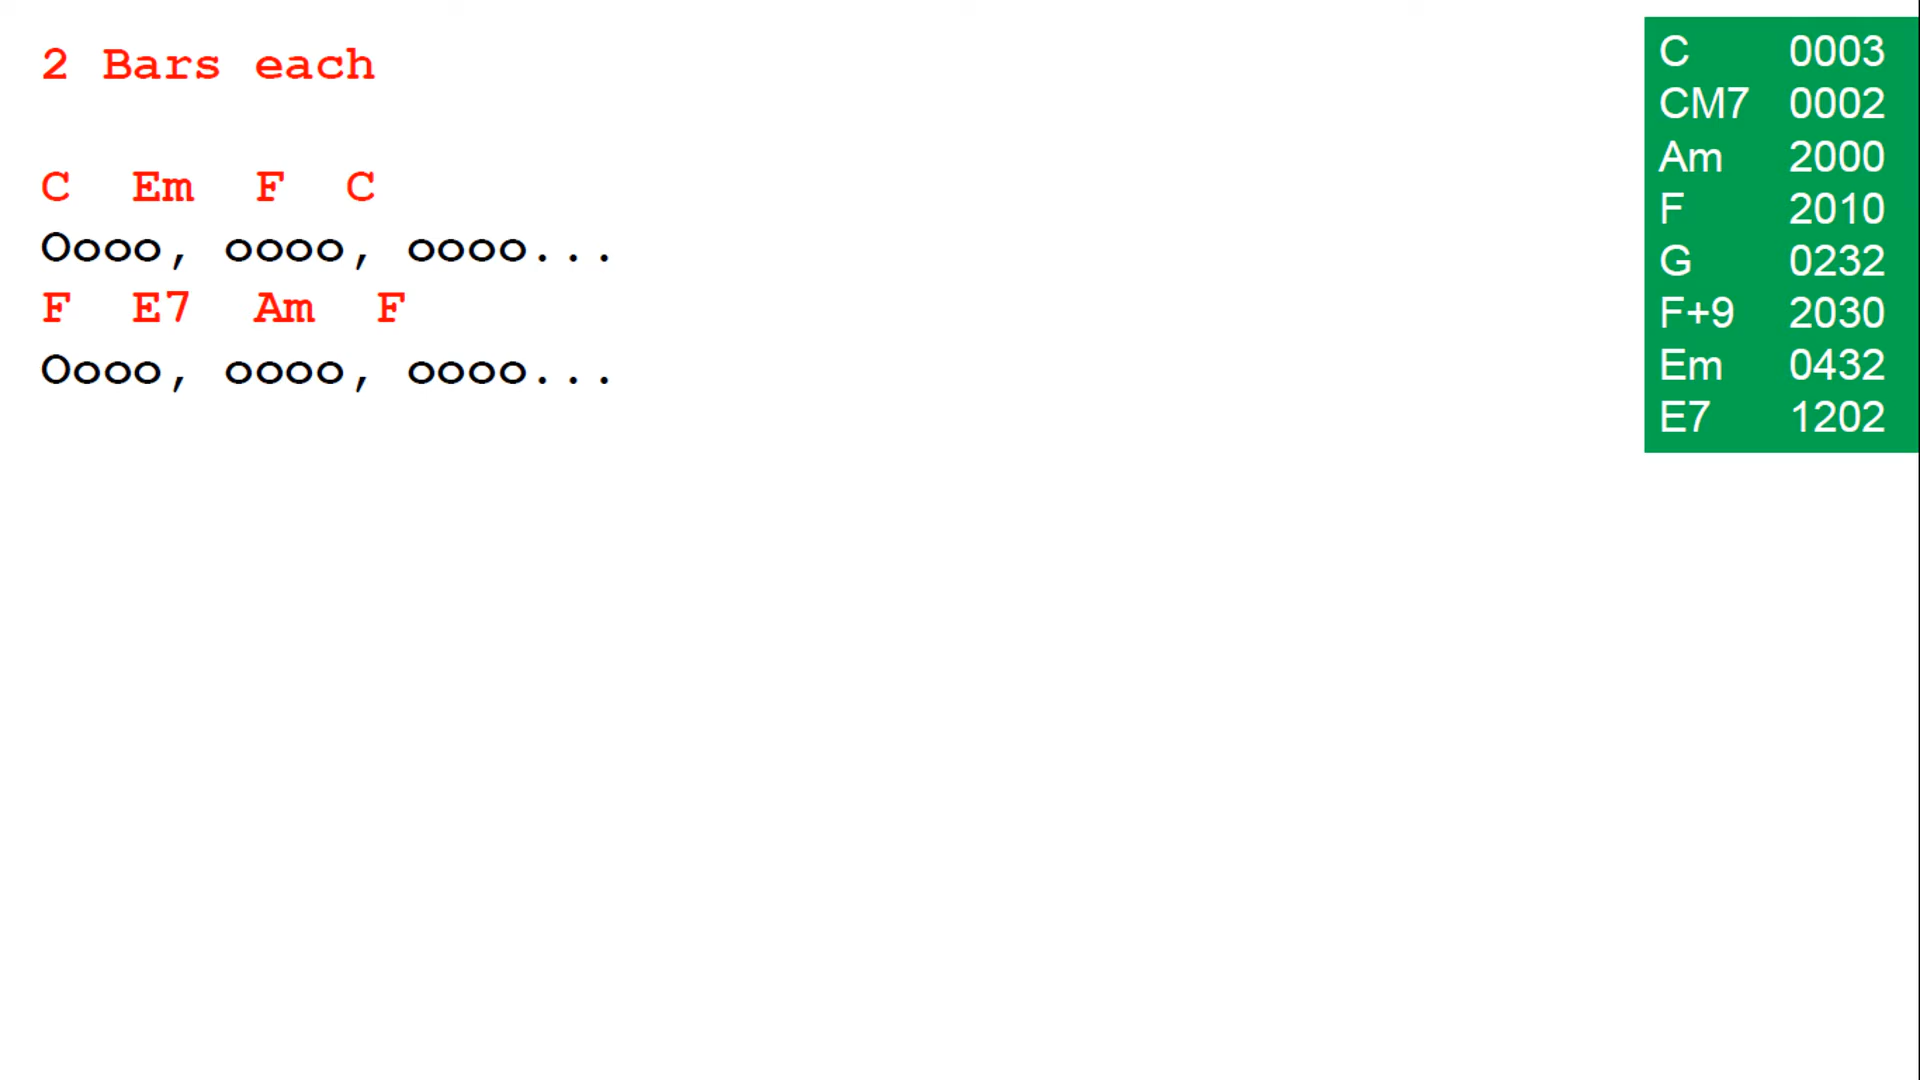 2 Bars each
C  Em  F  C
Oooo, oooo, oooo...
F  E7  Am  F
Oooo, oooo, oooo...
C 0003
CM7 0002
Am 2000
F 2010
G 0232
F+9 2030
Em 0432
E7 1202